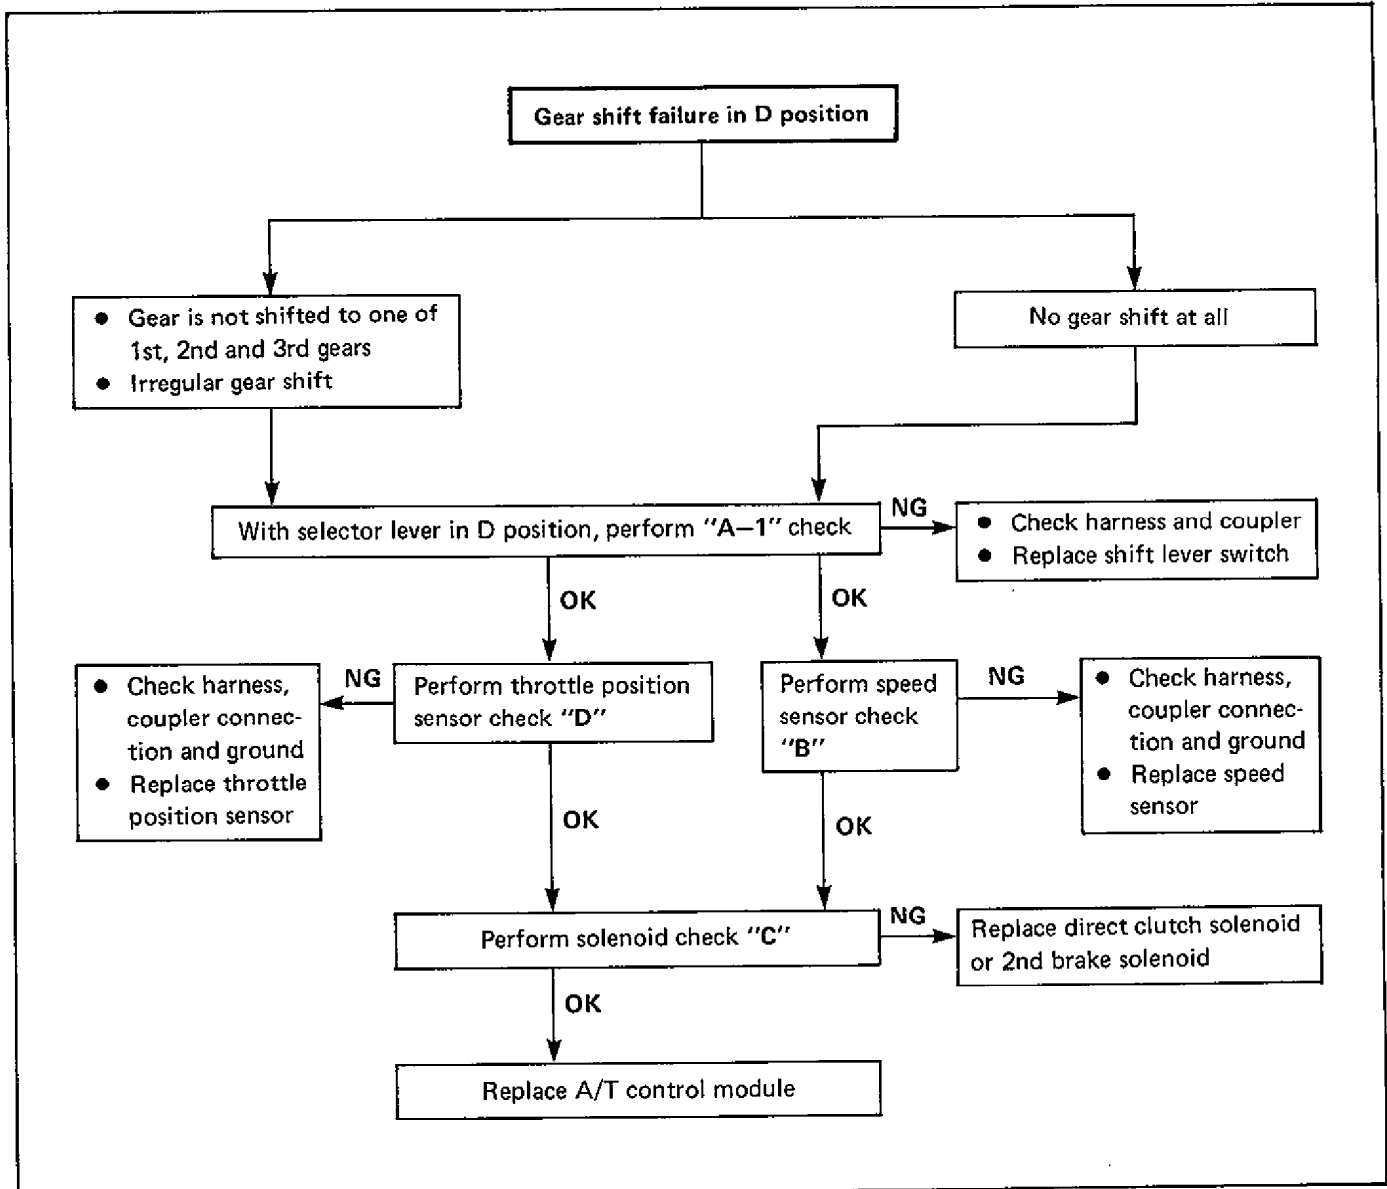 Gear shift failure in D position
● Gear is not shifted to one of
1st, 2nd and 3rd gears
● Irregular gear shift
No gear shift at all
With selector lever in D position, perform "A–1" check
NG
● Check harness and coupler
● Replace shift lever switch
OK
OK
● Check harness,
coupler connec-
tion and ground
● Replace throttle
position sensor
NG
Perform throttle position
sensor check "D"
Perform speed
sensor check
"B"
NG
● Check harness,
coupler connec-
tion and ground
● Replace speed
sensor
OK
OK
Perform solenoid check "C"
NG
Replace direct clutch solenoid
or 2nd brake solenoid
OK
Replace A/T control module